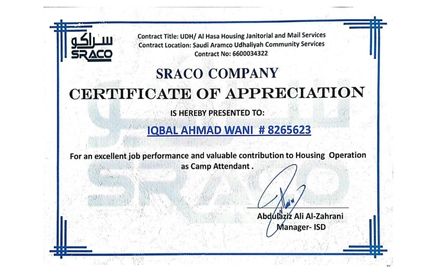 سراكو
SRACO
Contract Title: UDH/ Al Hasa Housing Janitorial and Mail Services
Contract Location: Saudi Aramco Udhaliyah Community Services
Contract No: 6600034322
SRACO COMPANY
CERTIFICATE OF APPRECIATION
IS HEREBY PRESENTED TO:
IQBAL AHMAD WANI # 8265623
For an excellent job performance and valuable contribution to Housing Operation
as Camp Attendant .
Abdulaziz Ali Al-Zahrani
Manager- ISD